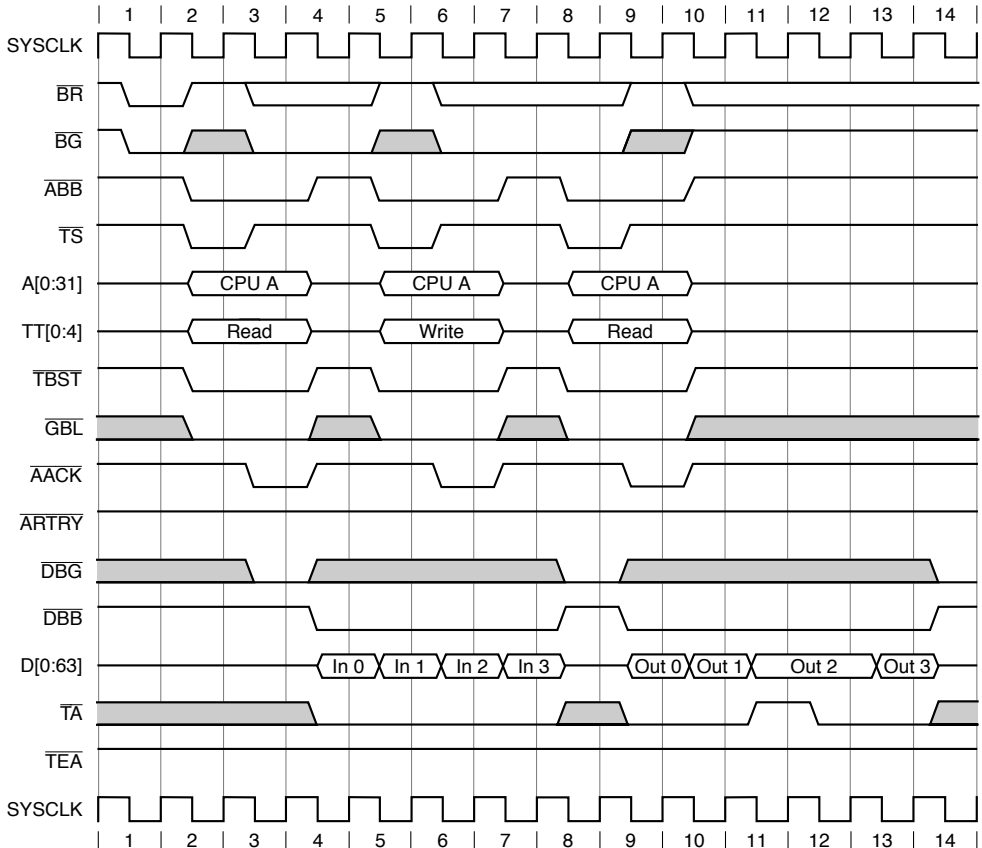 1 2 3 4 5 6 7 8 9 10 11 12 13 14
SYSCLK
BR
BG
ABB
TS
A[0:31] CPU A CPU A CPU A
TT[0:4] Read Write Read
TBST
GBL
AACK
ARTRY
DBG
DBB
D[0:63] In 0 In 1 In 2 In 3 Out 0 Out 1 Out 2 Out 3
TA
TEA
SYSCLK
1 2 3 4 5 6 7 8 9 10 11 12 13 14